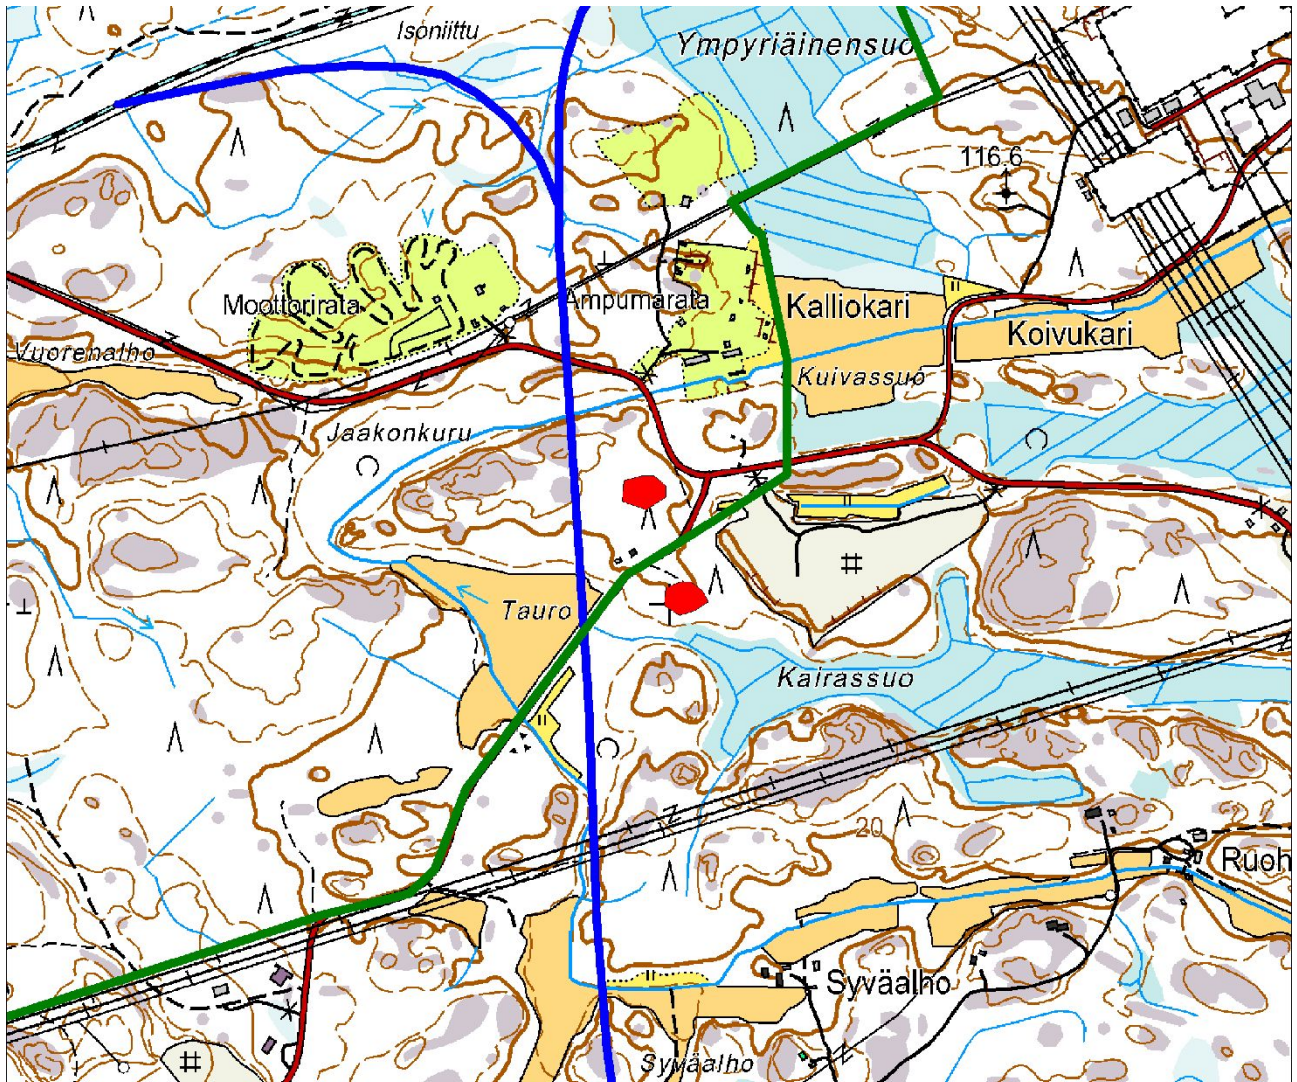 Isoniittu
Ympyriäinensuo
116.6
Moottorirata
Ampumarata
Kalliokari
Koivukari
Vuorenalho
Kuivassuo
Jaakonkuru
Tauro
Kairassuo
20
Ruoh
Syväalho
Syväalho